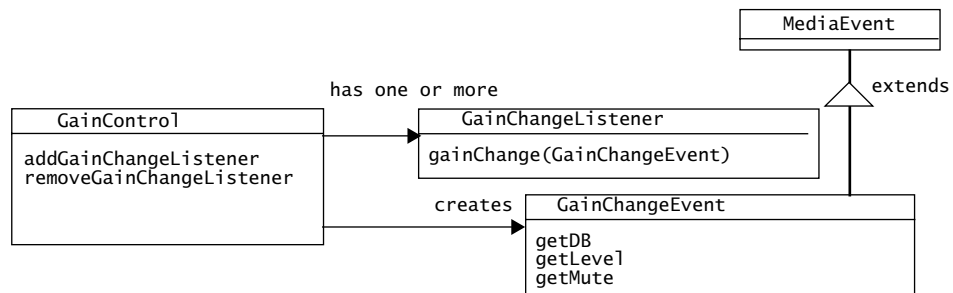 MediaEvent
extends
has one or more
GainControl
addGainChangeListener
removeGainChangeListener
GainChangeListener
gainChange(GainChangeEvent)
creates
GainChangeEvent
getDB
getLevel
getMute